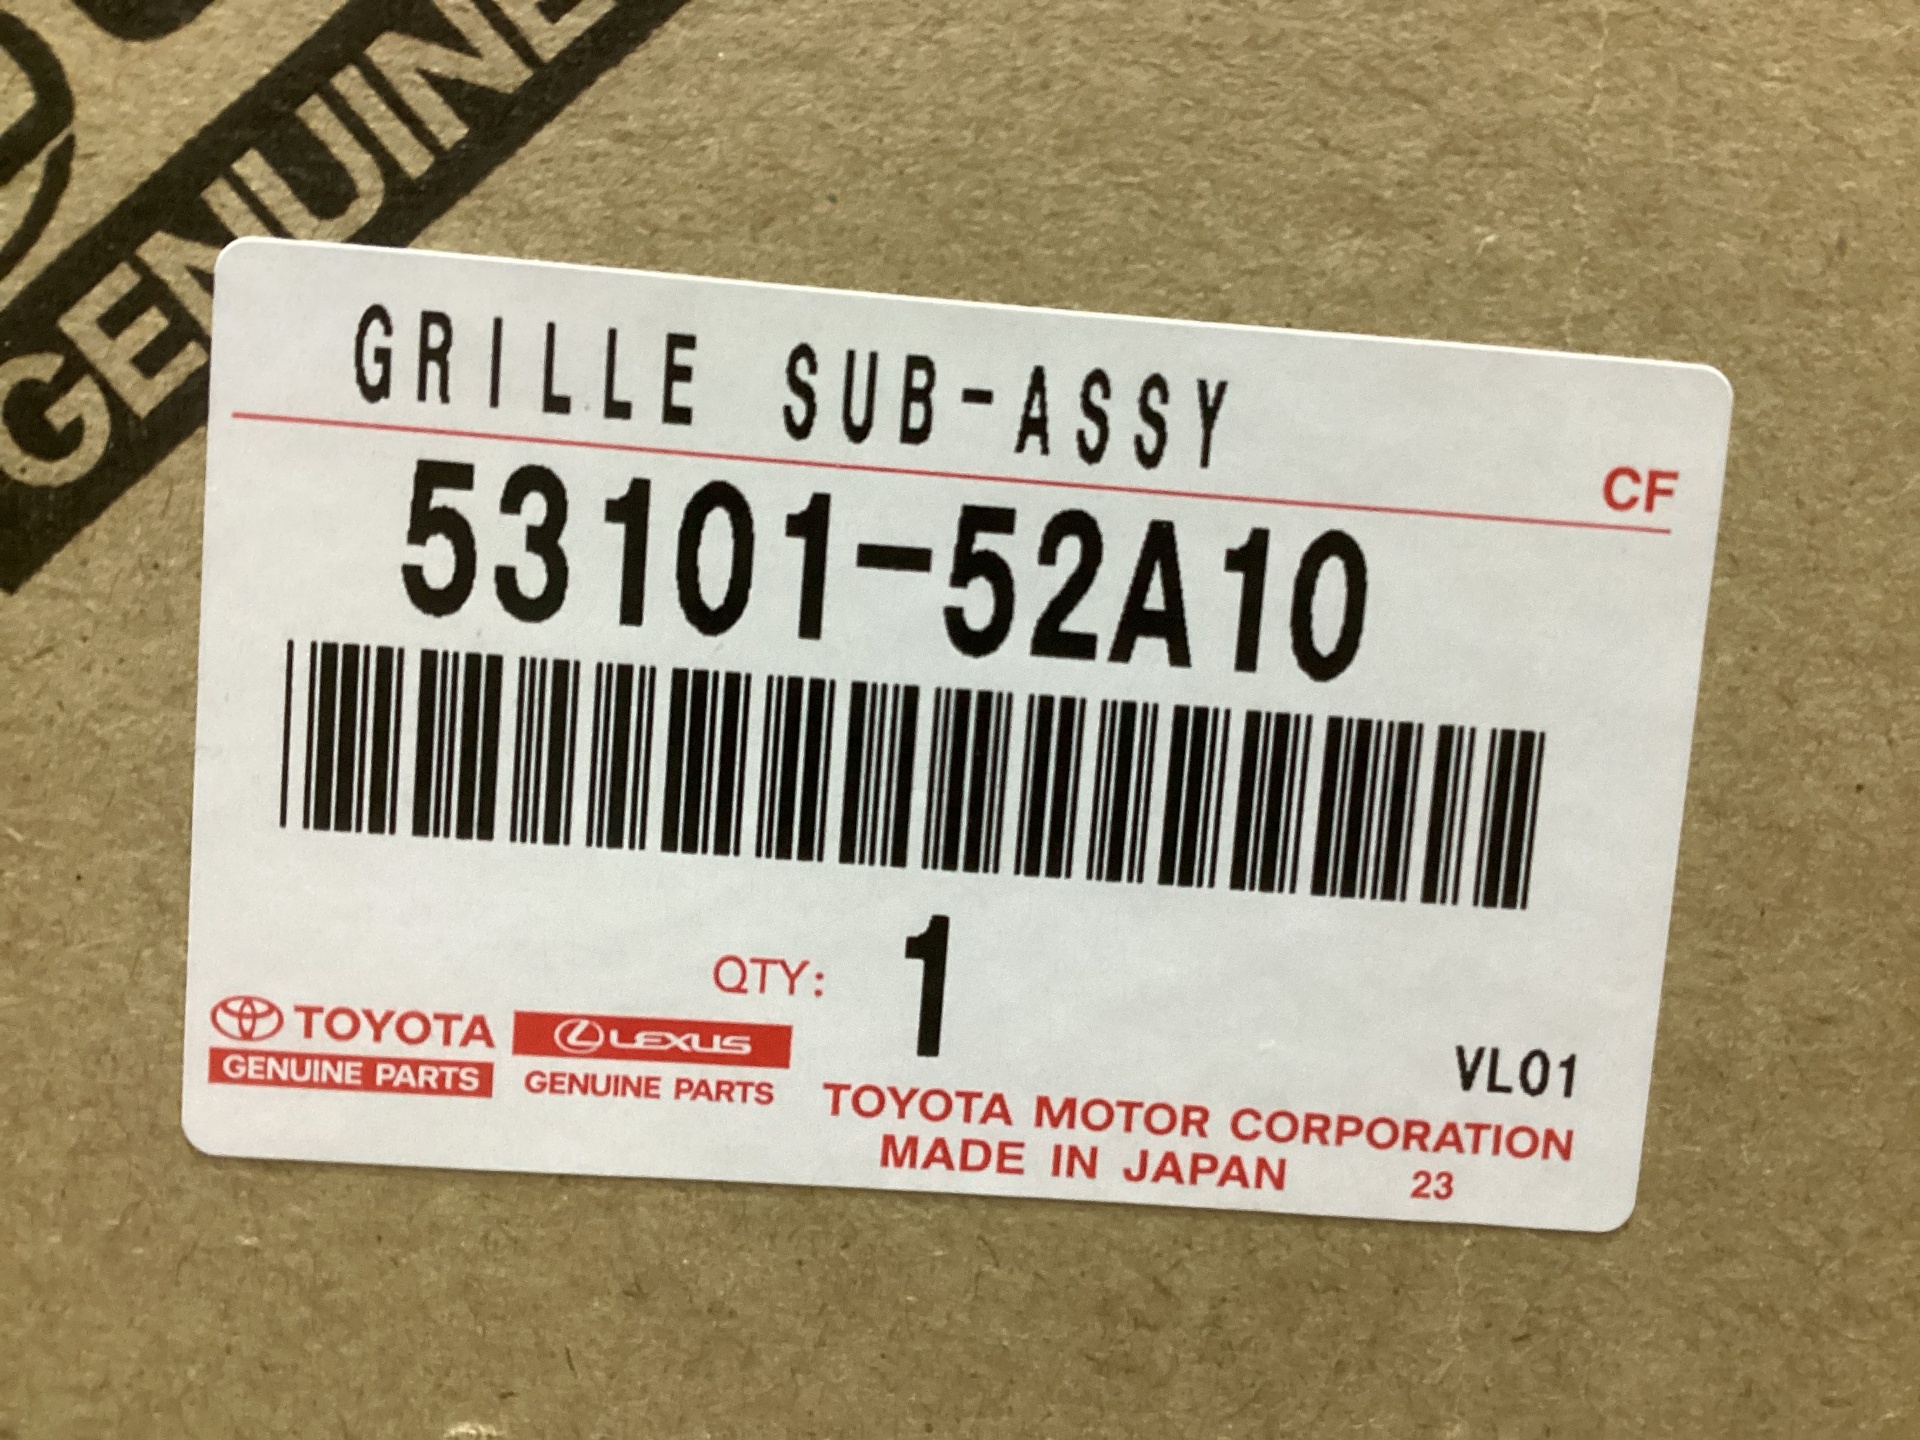 GENUINE
GRILLE SUB-ASSY
CF
53101-52A10
QTY: 1
TOYOTA
GENUINE PARTS
LEXUS
GENUINE PARTS
VL01
TOYOTA MOTOR CORPORATION
MADE IN JAPAN 23